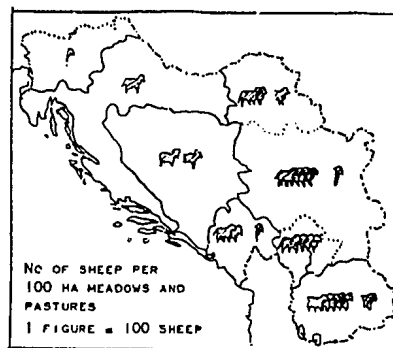 No OF SHEEP PER
100 HA MEADOWS AND
PASTURES
1 FIGURE = 100 SHEEP